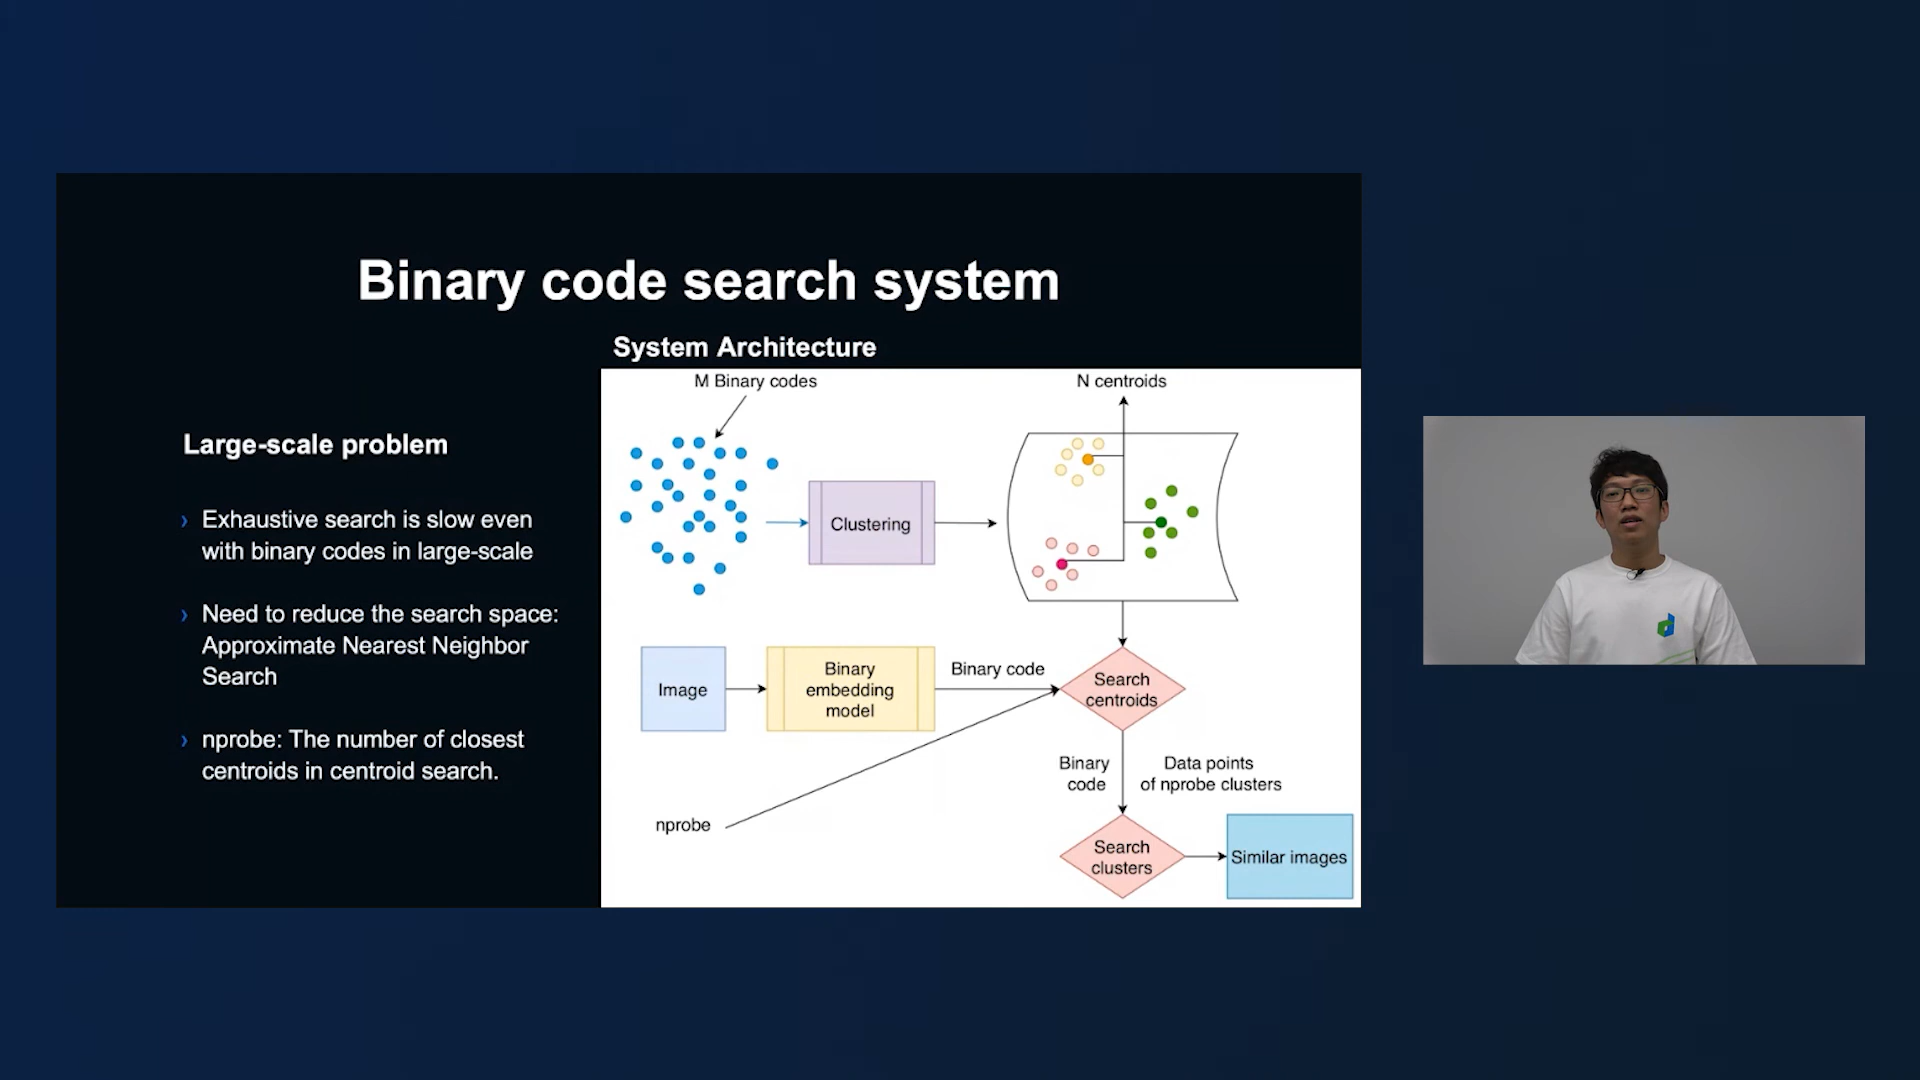 Binary code search system
System Architecture
Large-scale problem
› Exhaustive search is slow even
with binary codes in large-scale
› Need to reduce the search space:
Approximate Nearest Neighbor
Search
› nprobe: The number of closest
centroids in centroid search.
M Binary codes
N centroids
Clustering
Image
Binary
embedding
model
Binary code
Search
centroids
nprobe
Binary
code
Data points
of nprobe clusters
Search
clusters
Similar images